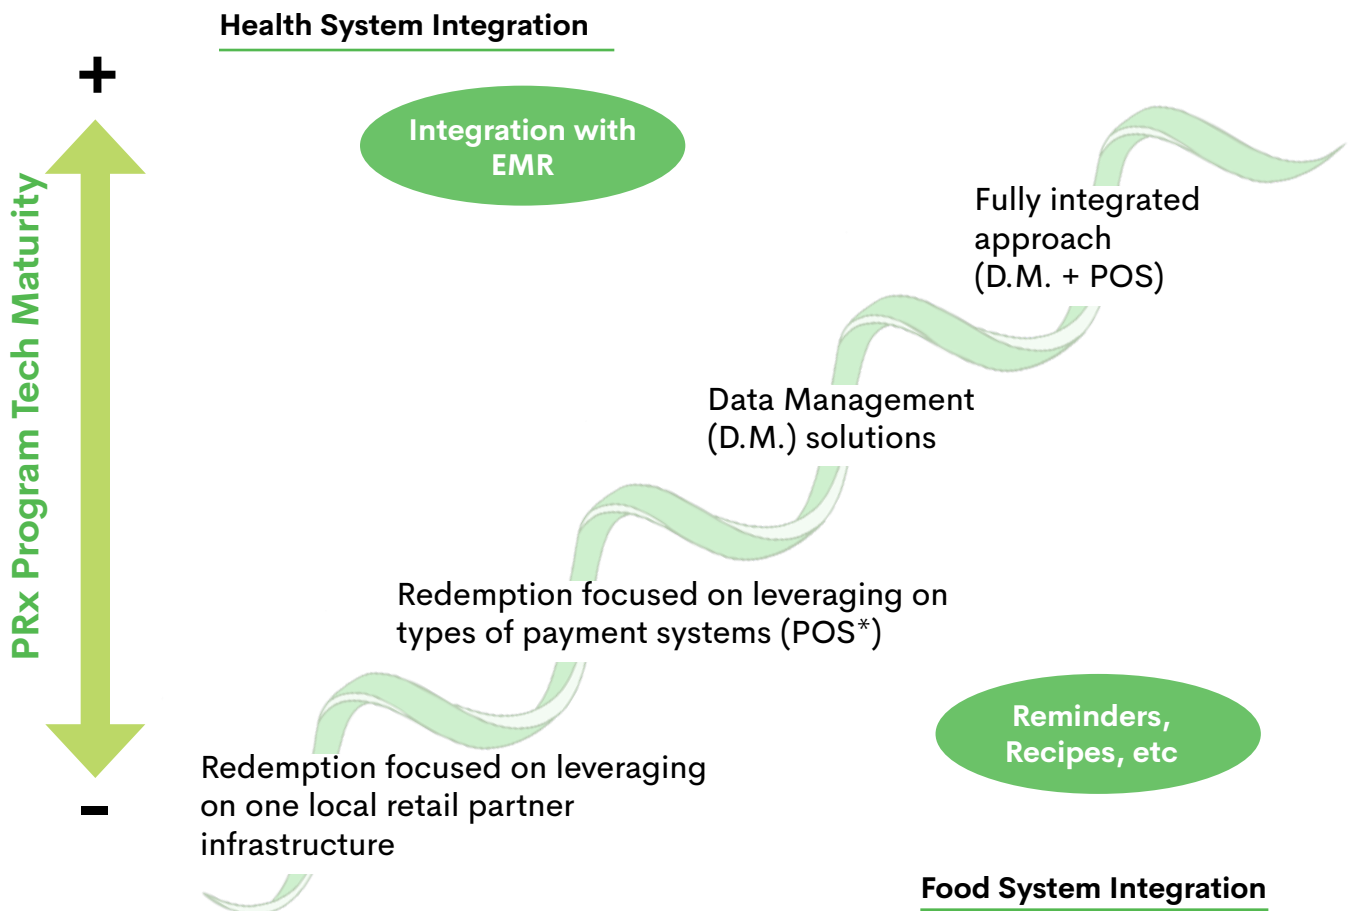 Health System Integration
+
Integration with
EMR
PRx Program Tech Maturity
Fully integrated
approach
(D.M. + POS)
Data Management
(D.M.) solutions
Redemption focused on leveraging on
types of payment systems (POS*)
Reminders,
Recipes, etc
Redemption focused on leveraging
on one local retail partner
infrastructure
-
Food System Integration